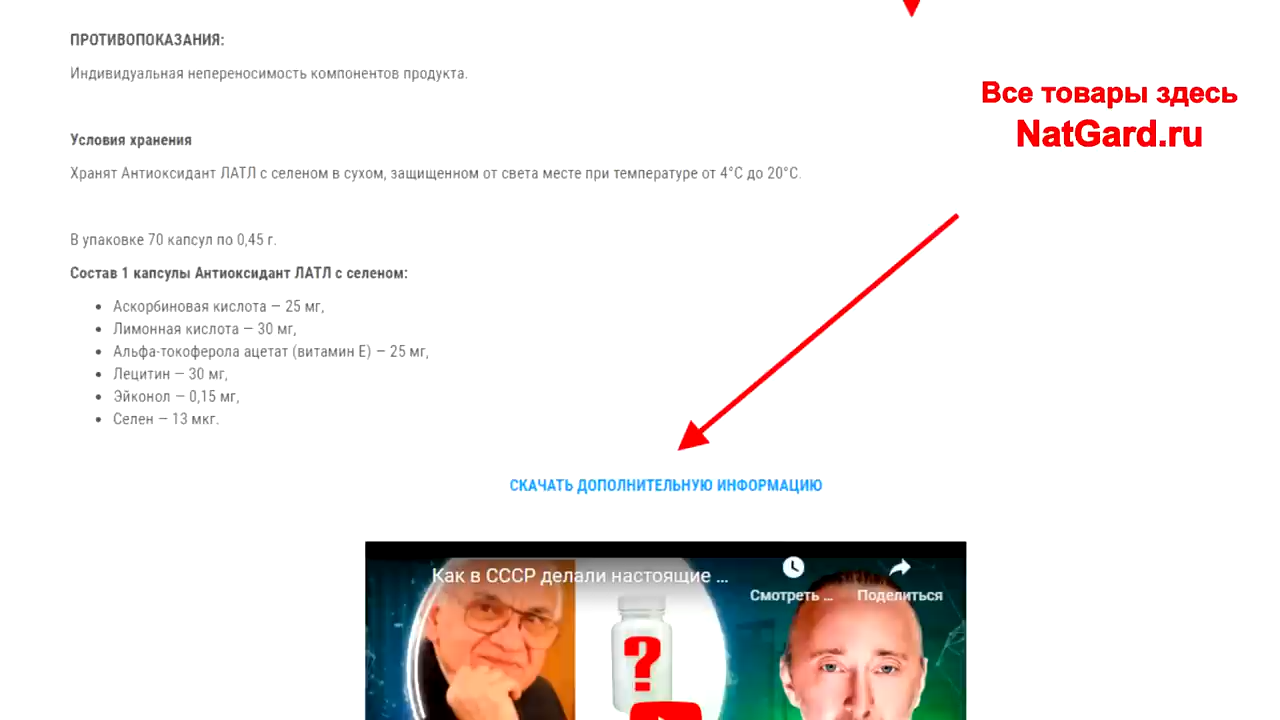 ПРОТИВОПОКАЗАНИЯ:
Индивидуальная непереносимость компонентов продукта.
Все товары здесь
NatGard.ru
Условия хранения
Хранят Антиоксидант ЛАТЛ с селеном в сухом, защищенном от света месте при температуре от 4°С до 20°С.
В упаковке 70 капсул по 0,45 г.
Состав 1 капсулы Антиоксидант ЛАТЛ с селеном:
Аскорбиновая кислота — 25 мг,
Лимонная кислота — 30 мг,
Альфа-токоферола ацетат (витамин Е) — 25 мг,
Лецитин — 30 мг,
Эйконол — 0,15 мг,
Селен — 13 мкг.
СКАЧАТЬ ДОПОЛНИТЕЛЬНУЮ ИНФОРМАЦИЮ
Как в СССР делали настоящие ...
Смотреть ...
Поделиться
?